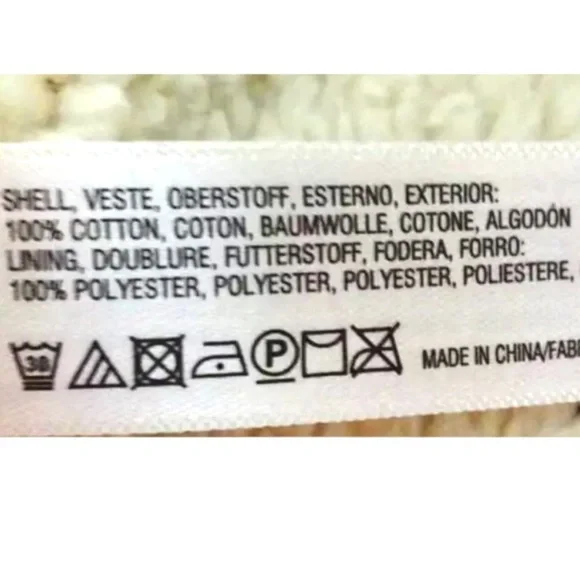 SHELL, VESTE, OBERSTOFF, ESTERNO, EXTERIOR:
100% COTTON, COTON, BAUMWOLLE, COTONE, ALGODÓN
LINING, DOUBLURE, FUTTERSTOFF, FODERA, FORRO:
100% POLYESTER, POLYESTER, POLYESTER, POLIESTERE,
30 P MADE IN CHINA/FABR